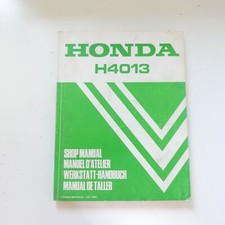 HONDA
H4013
SHOP MANUAL
MANUEL D'ATELIER
WERKSTATT-HANDBUCH
MANUAL DE TALLER